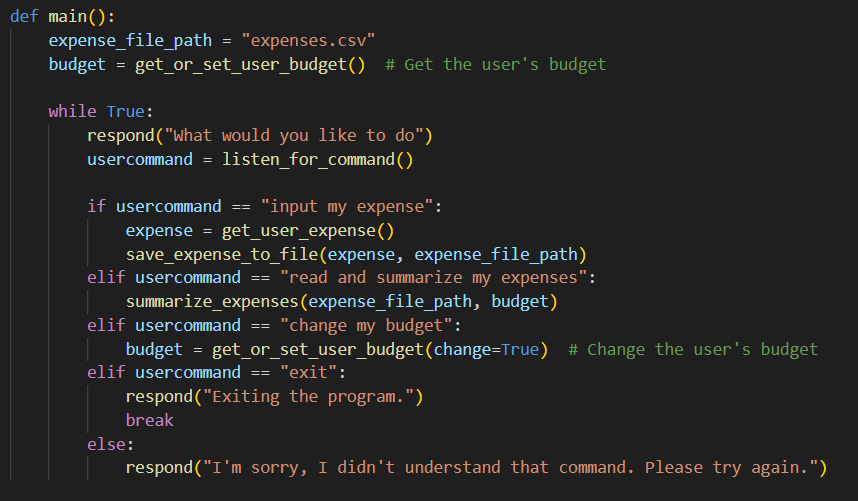 def main():
    expense_file_path = "expenses.csv"
    budget = get_or_set_user_budget()  # Get the user's budget

    while True:
        respond("What would you like to do")
        usercommand = listen_for_command()

        if usercommand == "input my expense":
            expense = get_user_expense()
            save_expense_to_file(expense, expense_file_path)
        elif usercommand == "read and summarize my expenses":
            summarize_expenses(expense_file_path, budget)
        elif usercommand == "change my budget":
            budget = get_or_set_user_budget(change=True)  # Change the user's budget
        elif usercommand == "exit":
            respond("Exiting the program.")
            break
        else:
            respond("I'm sorry, I didn't understand that command. Please try again.")